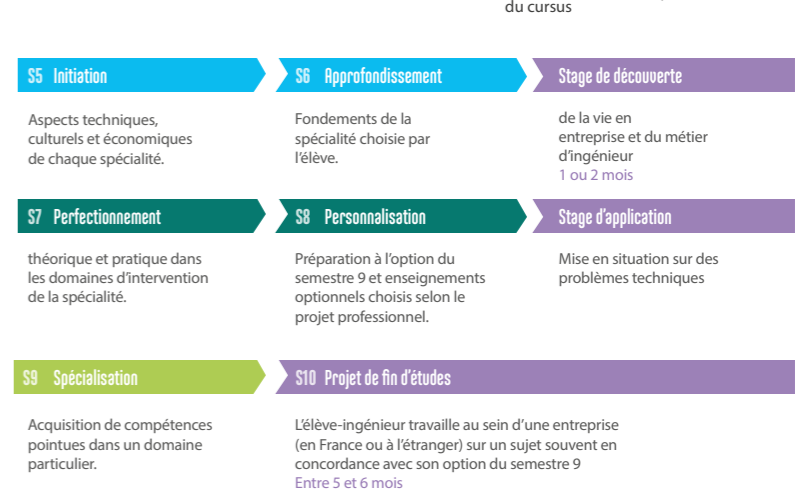 du cursus
S5 Initiation
S6 Approfondissement
Stage de découverte
Aspects techniques,
culturels et économiques
de chaque spécialité.
Fondements de la
spécialité choisie par
l'élève.
de la vie en
entreprise et du métier
d'ingénieur
1 ou 2 mois
S7 Perfectionnement
S8 Personnalisation
Stage d'application
théorique et pratique dans
les domaines d'intervention
de la spécialité.
Préparation à l'option du
semestre 9 et enseignements
optionnels choisis selon le
projet professionnel.
Mise en situation sur des
problèmes techniques
S9 Spécialisation
S10 Projet de fin d'études
Acquisition de compétences
pointues dans un domaine
particulier.
L'élève-ingénieur travaille au sein d'une entreprise
(en France ou à l'étranger) sur un sujet souvent en
concordance avec son option du semestre 9
Entre 5 et 6 mois